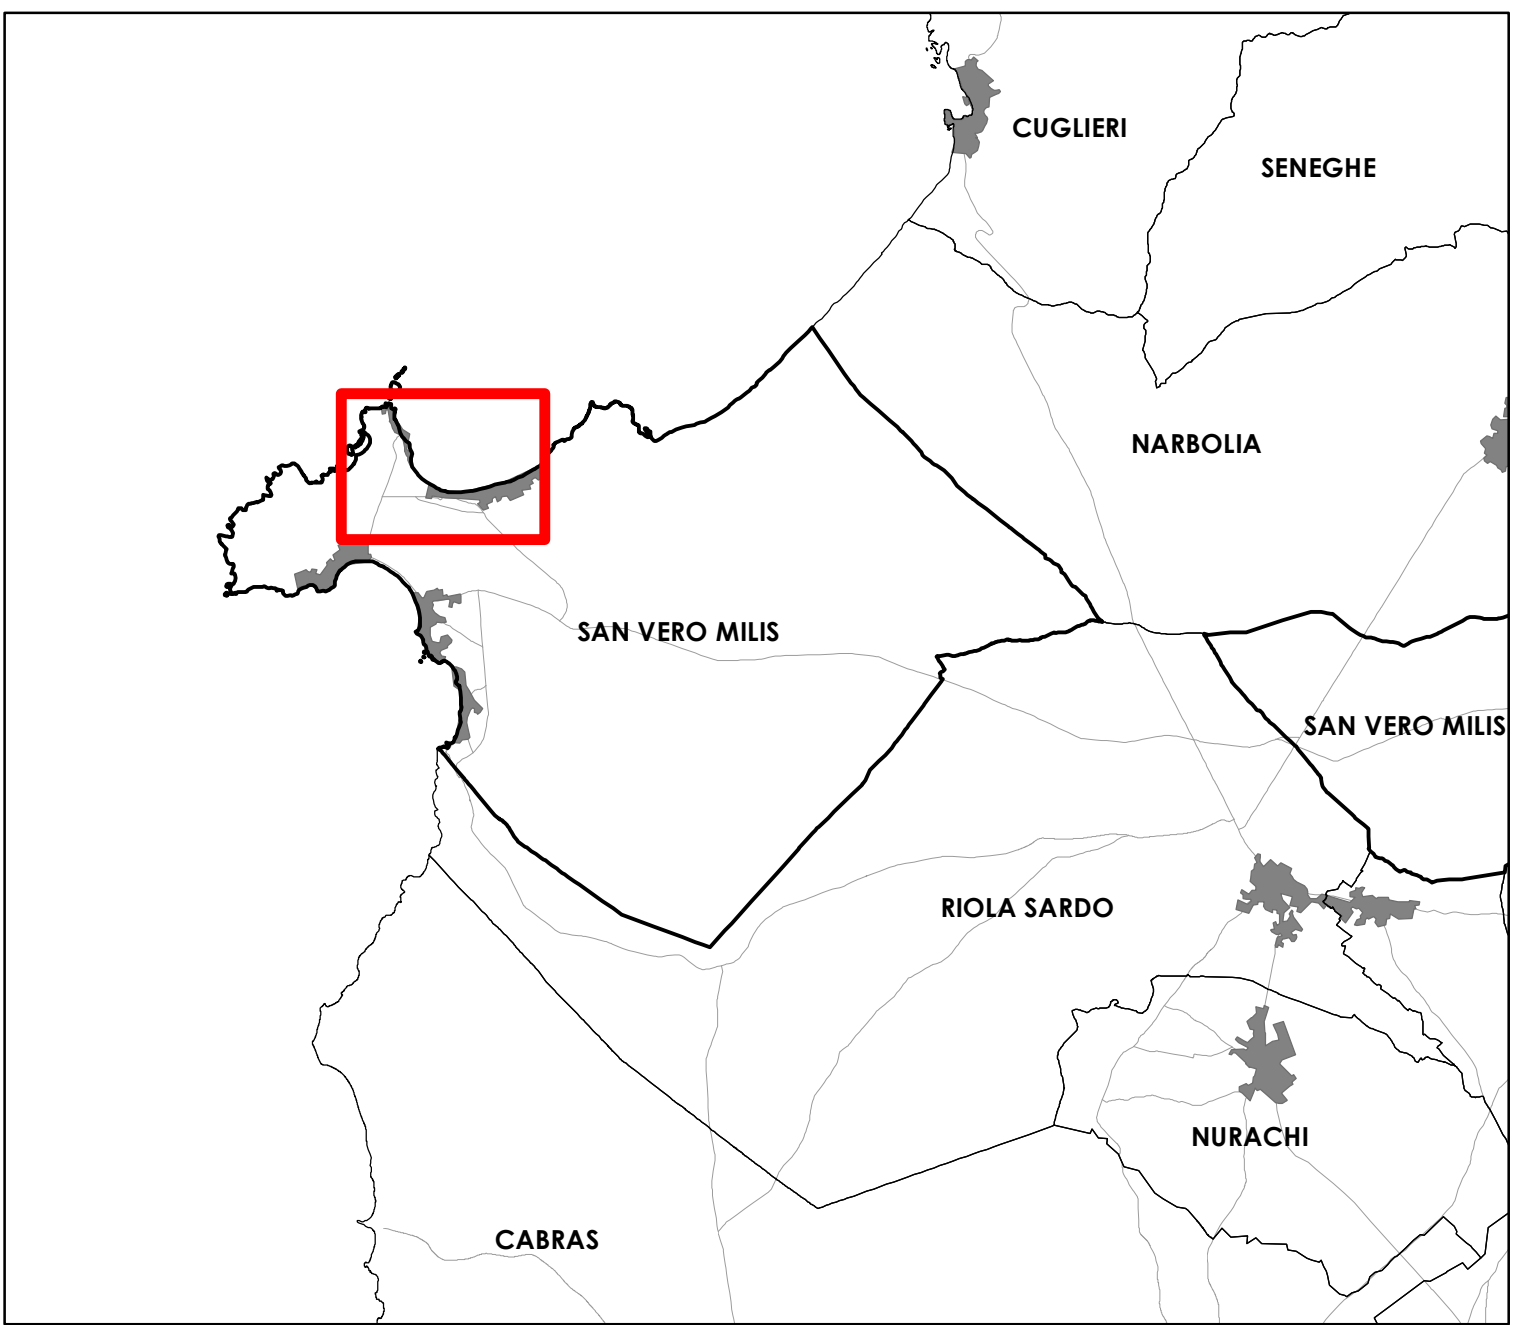 CUGLIERI
SENEGHE
NARBOLIA
SAN VERO MILIS
SAN VERO MILIS
RIOLA SARDO
NURACHI
CABRAS